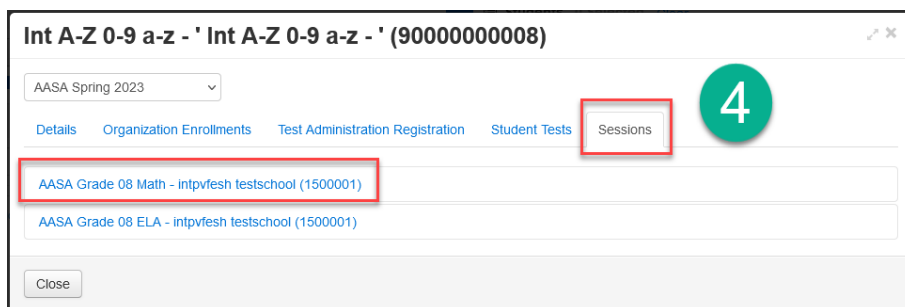 Int A-Z 0-9 a-z - ' Int A-Z 0-9 a-z - ' (90000000008)
AASA Spring 2023
4
Details Organization Enrollments Test Administration Registration Student Tests Sessions
AASA Grade 08 Math - intpvfesh testschool (1500001)
AASA Grade 08 ELA - intpvfesh testschool (1500001)
Close